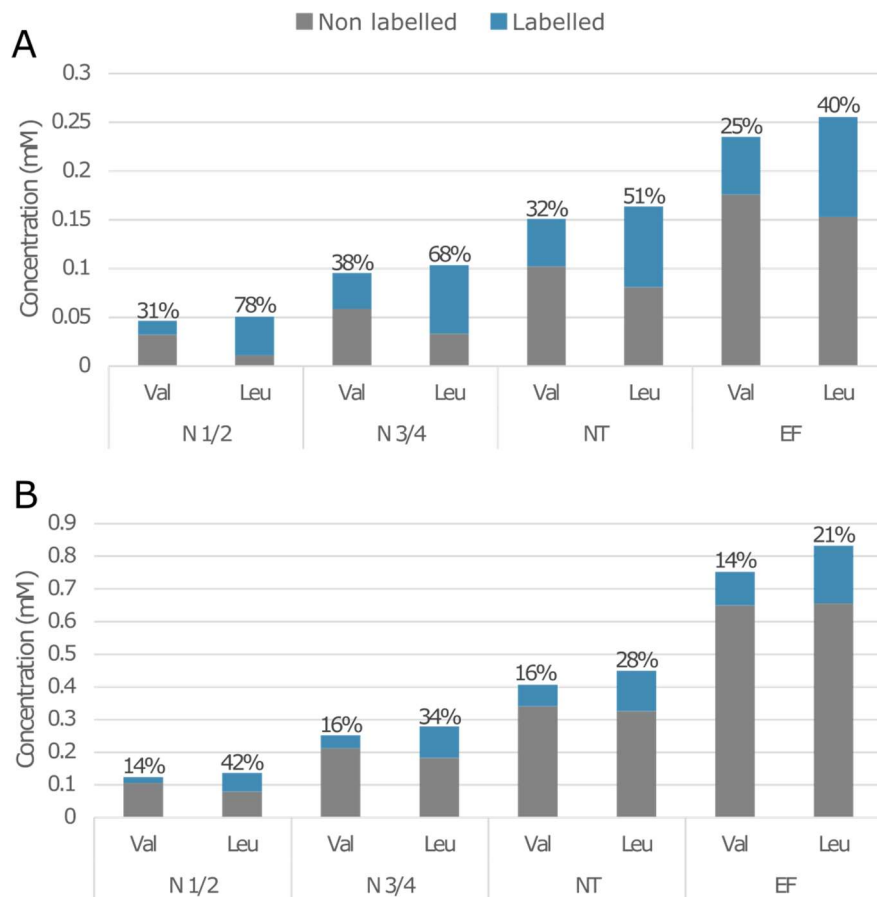 Non labelled Labelled
A
0.3
0.25
0.2
0.15
0.1
0.05
0
Concentration (mM)
31% 78% 38% 68% 32% 51% 25% 40%
Val Leu Val Leu Val Leu Val Leu
N 1/2 N 3/4 NT EF
B
0.9
0.8
0.7
0.6
0.5
0.4
0.3
0.2
0.1
0
Concentration (mM)
14% 42% 16% 34% 16% 28% 14% 21%
Val Leu Val Leu Val Leu Val Leu
N 1/2 N 3/4 NT EF